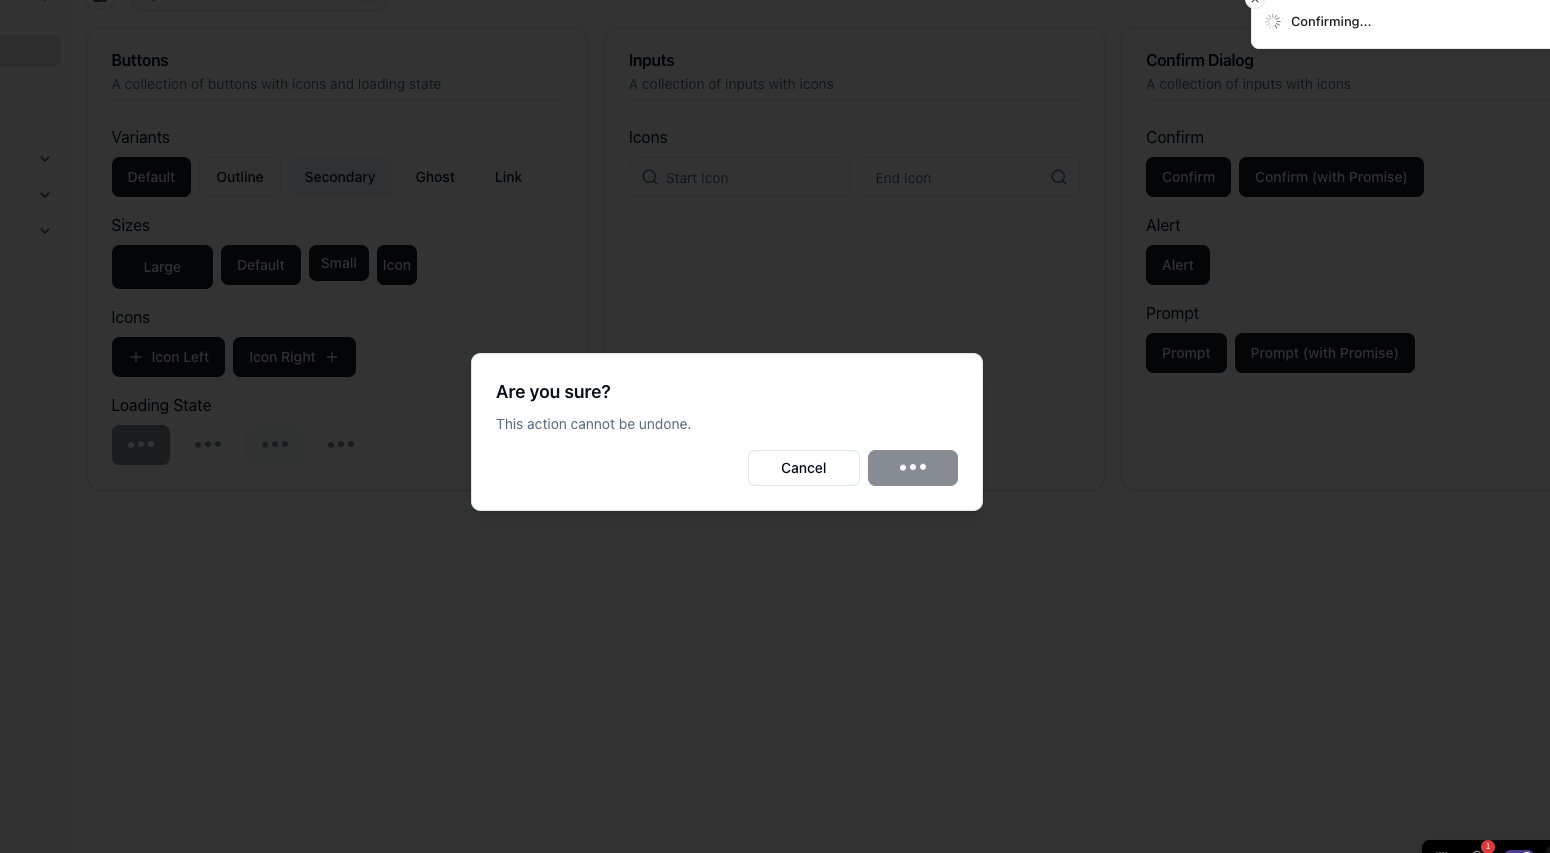 Confirming...
Buttons
A collection of buttons with icons and loading state
Variants
Default Outline Secondary Ghost Link
Sizes
Large Default Small Icon
Icons
Icon Left Icon Right
Loading State
Inputs
A collection of inputs with icons
Icons
Start Icon End Icon
Confirm Dialog
A collection of inputs with icons
Confirm
Confirm Confirm (with Promise)
Alert
Alert
Prompt
Prompt Prompt (with Promise)
Are you sure?
This action cannot be undone.
Cancel
1